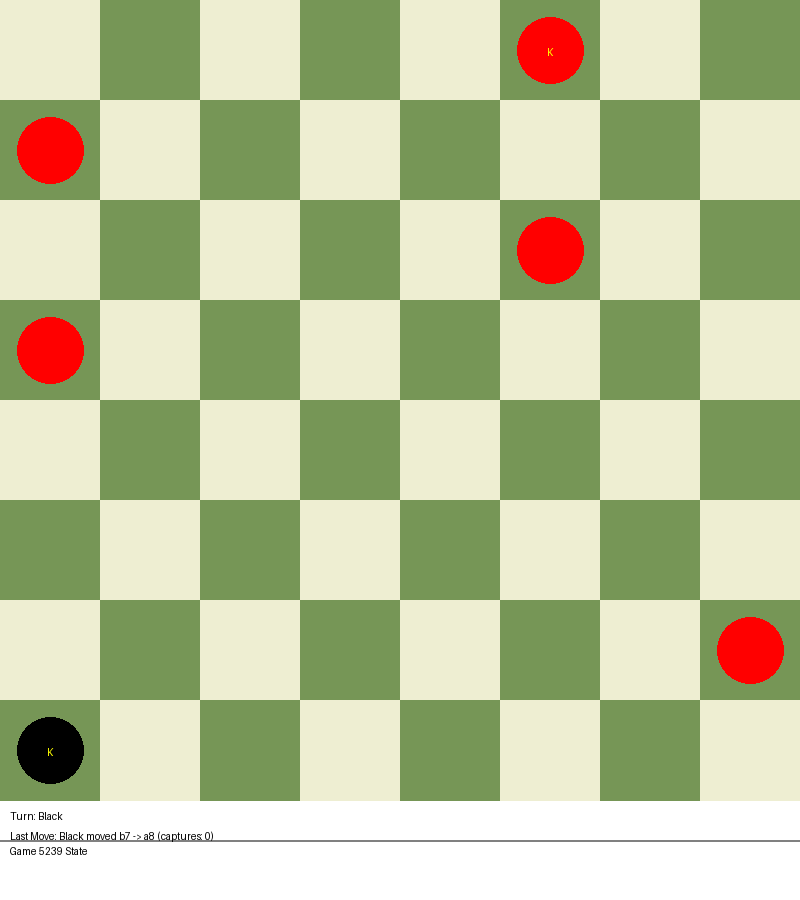 K
K
Turn: Black
Last Move: Black moved b7 -> a8 (captures: 0)
Game 5239 State